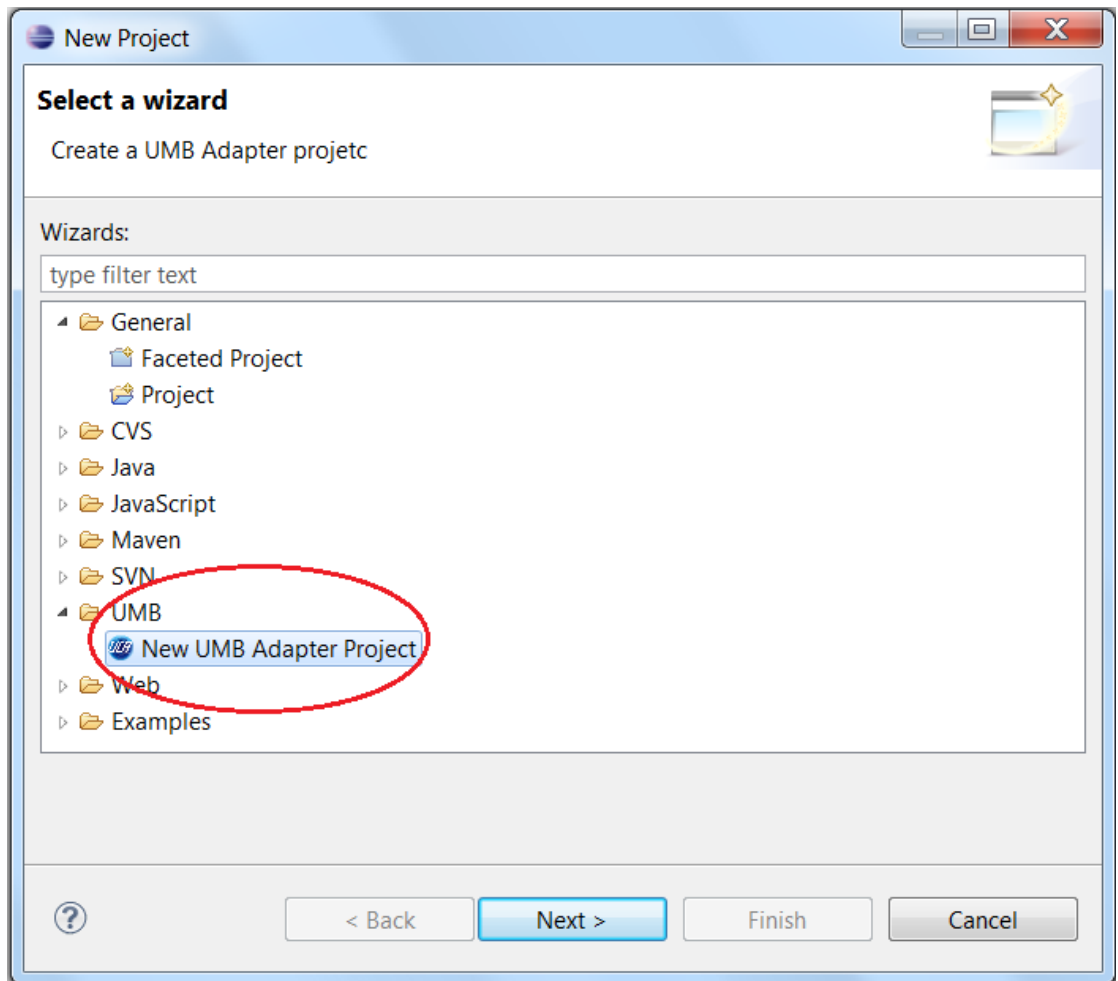 New Project
Select a wizard
Create a UMB Adapter projetc
Wizards:
type filter text
General
Faceted Project
Project
CVS
Java
JavaScript
Maven
SVN
UMB
New UMB Adapter Project
Web
Examples
< Back Next > Finish Cancel